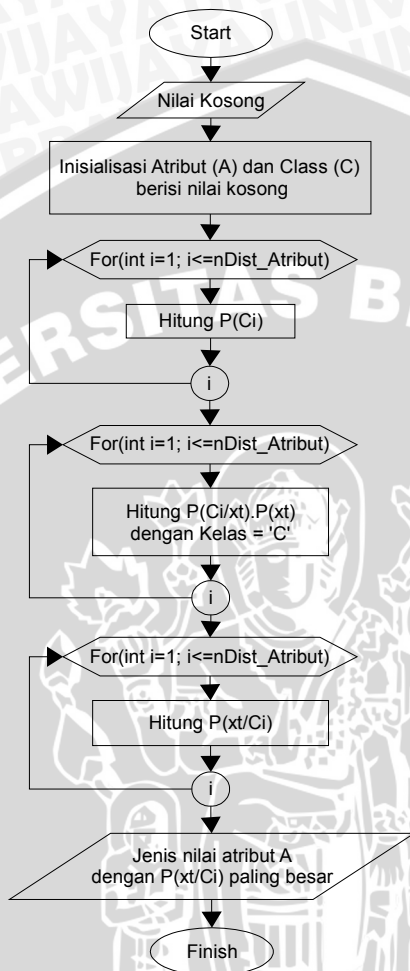 Start
Nilai Kosong
Inisialisasi Atribut (A) dan Class (C)
berisi nilai kosong
For(int i=1; i<=nDist_Atribut)
Hitung P(Ci)
i
For(int i=1; i<=nDist_Atribut)
Hitung P(Ci/xt).P(xt)
dengan Kelas = 'C'
i
For(int i=1; i<=nDist_Atribut)
Hitung P(xt/Ci)
i
Jenis nilai atribut A
dengan P(xt/Ci) paling besar
Finish